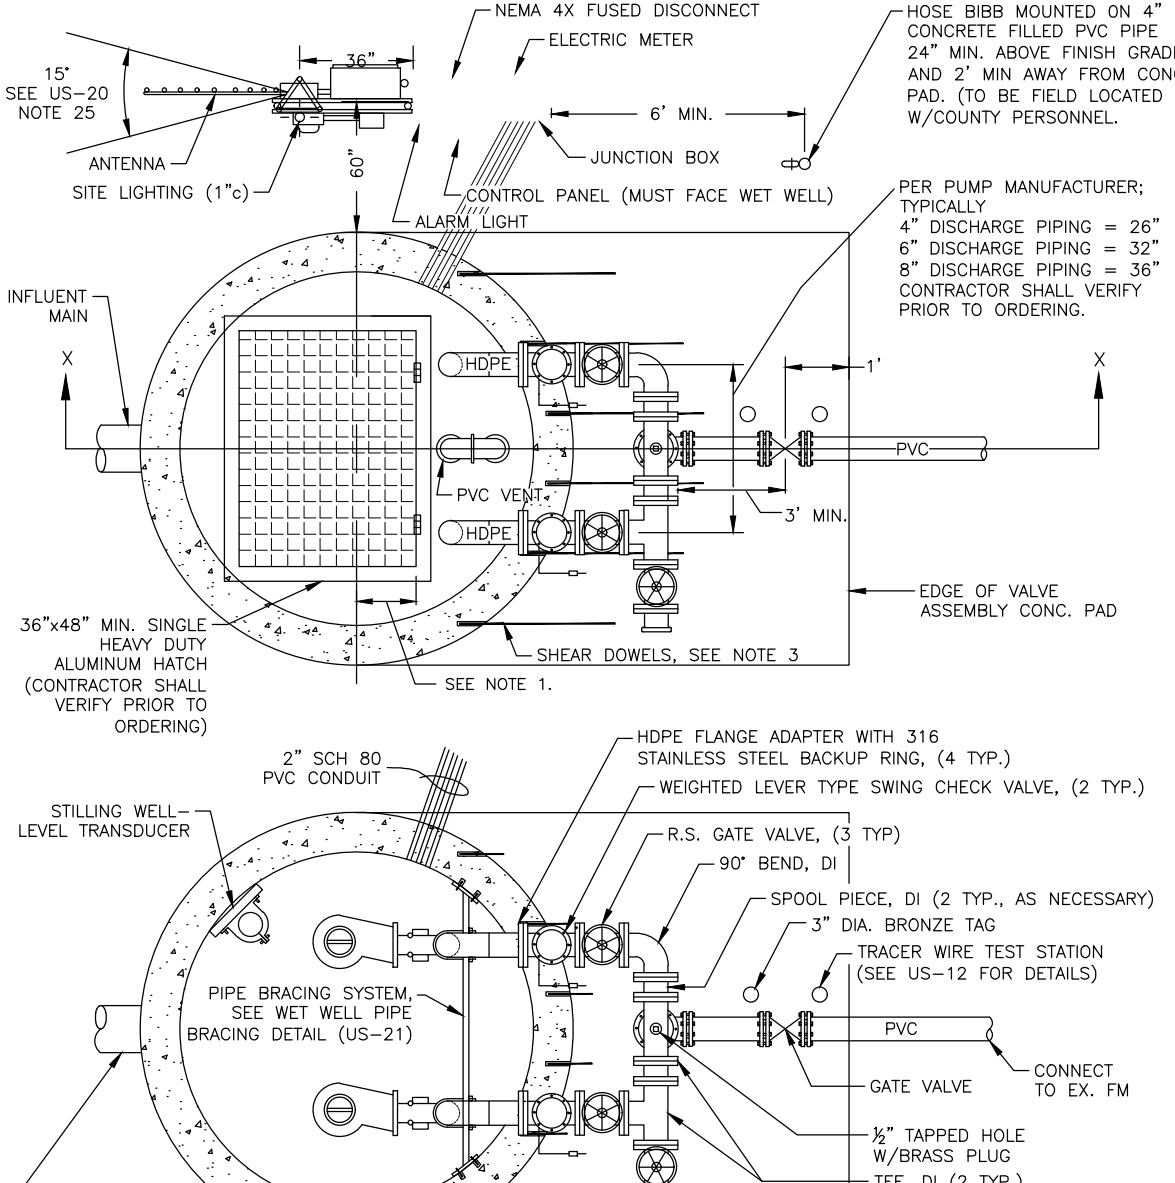 NEMA 4X FUSED DISCONNECT
ELECTRIC METER
HOSE BIBB MOUNTED ON 4"
CONCRETE FILLED PVC PIPE
24" MIN. ABOVE FINISH GRADE
AND 2' MIN AWAY FROM CONC
PAD. (TO BE FIELD LOCATED
W/COUNTY PERSONNEL.
36"
15°
SEE US-20
NOTE 25
6' MIN.
ANTENNA
SITE LIGHTING (1"c)
60"
JUNCTION BOX
CONTROL PANEL (MUST FACE WET WELL)
ALARM LIGHT
PER PUMP MANUFACTURER;
TYPICALLY
4" DISCHARGE PIPING = 26"
6" DISCHARGE PIPING = 32"
8" DISCHARGE PIPING = 36"
CONTRACTOR SHALL VERIFY
PRIOR TO ORDERING.
INFLUENT
MAIN
X
X
HDPE
1'
PVC
PVC VENT
3' MIN.
HDPE
EDGE OF VALVE
ASSEMBLY CONC. PAD
36"x48" MIN. SINGLE
HEAVY DUTY
ALUMINUM HATCH
(CONTRACTOR SHALL
VERIFY PRIOR TO
ORDERING)
SHEAR DOWELS, SEE NOTE 3
SEE NOTE 1.
HDPE FLANGE ADAPTER WITH 316
STAINLESS STEEL BACKUP RING, (4 TYP.)
2" SCH 80
PVC CONDUIT
WEIGHTED LEVER TYPE SWING CHECK VALVE, (2 TYP.)
STILLING WELL-
LEVEL TRANSDUCER
R.S. GATE VALVE, (3 TYP)
90° BEND, DI
SPOOL PIECE, DI (2 TYP., AS NECESSARY)
3" DIA. BRONZE TAG
TRACER WIRE TEST STATION
(SEE US-12 FOR DETAILS)
PIPE BRACING SYSTEM,
SEE WET WELL PIPE
BRACING DETAIL (US-21)
PVC
CONNECT
TO EX. FM
GATE VALVE
½" TAPPED HOLE
W/BRASS PLUG
TEE, DI (2 TYP.)